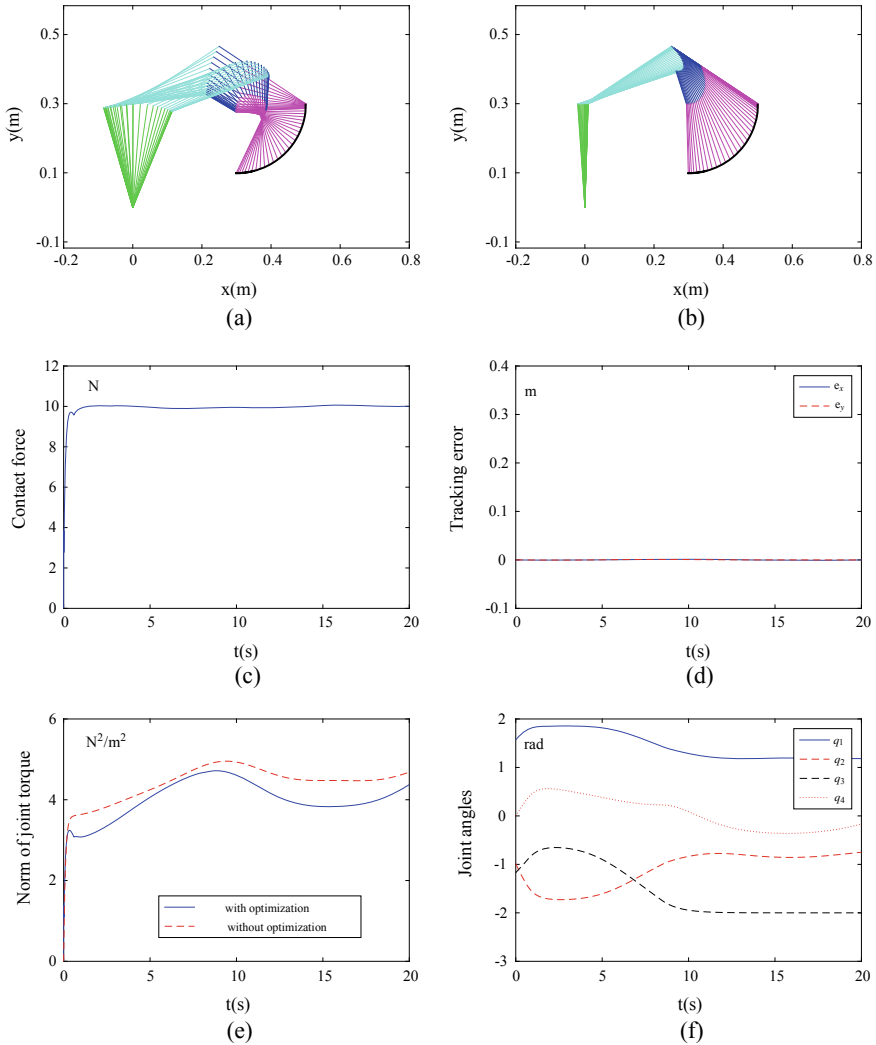 0.5
0.3
0.1
-0.1
y(m)
-0.2
0
0.2
0.4
0.6
0.8
x(m)
(a)
0.5
0.3
0.1
-0.1
y(m)
-0.2
0
0.2
0.4
0.6
0.8
x(m)
(b)
12
10
8
6
4
2
0
N
Contact force
0
5
10
15
20
t(s)
(c)
0.4
0.3
0.2
0.1
0
-0.1
m
Tracking error
eₓ
e_y
0
5
10
15
20
t(s)
(d)
6
4
2
0
N²/m²
Norm of joint torque
with optimization
without optimization
0
5
10
15
20
t(s)
(e)
2
1
0
-1
-2
-3
rad
Joint angles
q₁
q₂
q₃
q₄
0
5
10
15
20
t(s)
(f)